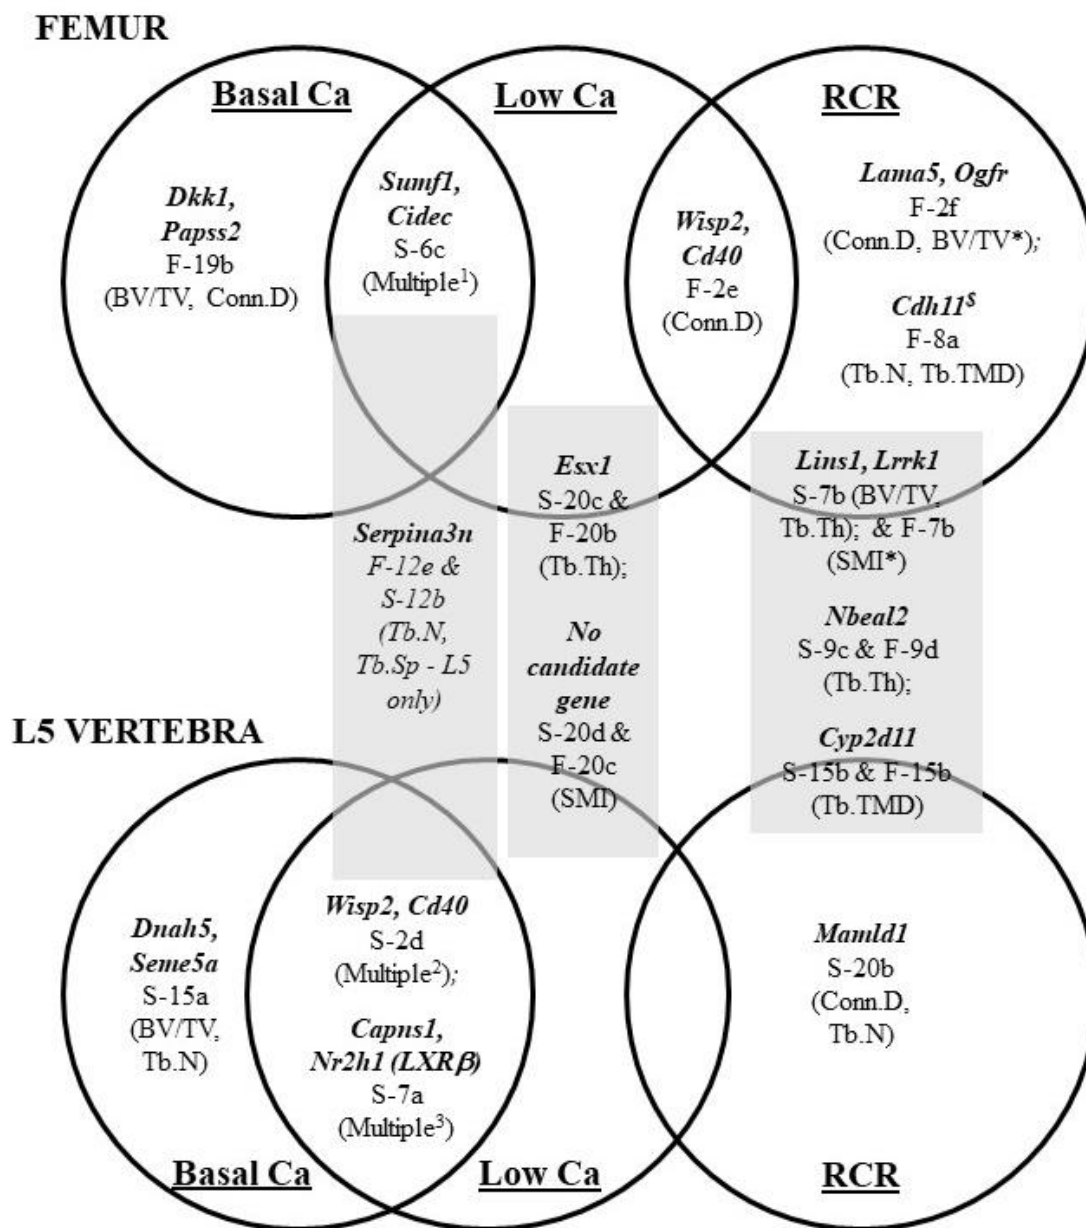 FEMUR
Basal Ca
Low Ca
RCR
Dkk1,
Papss2
F-19b
(BV/TV, Conn.D)
Sumf1,
Cidec
S-6c
(Multiple¹)
Wisp2,
Cd40
F-2e
(Conn.D)
Lama5, Ogfr
F-2f
(Conn.D, BV/TV*);
Cdh11$
F-8a
(Tb.N, Tb.TMD)
Serpina3n
F-12e &
S-12b
(Tb.N,
Tb.Sp - L5
only)
Esx1
S-20c &
F-20b
(Tb.Th);
No
candidate
gene
S-20d &
F-20c
(SMI)
Lins1, Lrrk1
S-7b (BV/TV,
Tb.Th); & F-7b
(SMI*)
Nbeal2
S-9c & F-9d
(Tb.Th);
Cyp2d11
S-15b & F-15b
(Tb.TMD)
L5 VERTEBRA
Dnah5,
Seme5a
S-15a
(BV/TV,
Tb.N)
Wisp2, Cd40
S-2d
(Multiple²);
Capns1,
Nr2h1 (LXRβ)
S-7a
(Multiple³)
Mamld1
S-20b
(Conn.D,
Tb.N)
Basal Ca
Low Ca
RCR